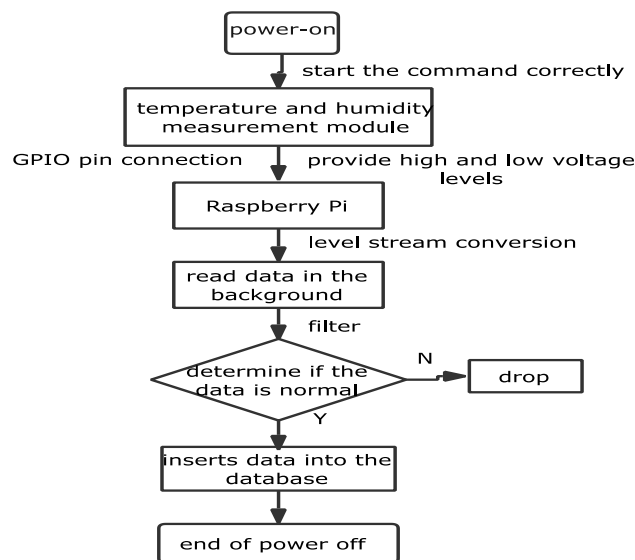 power-on
start the command correctly
temperature and humidity
measurement module
GPIO pin connection
provide high and low voltage
levels
Raspberry Pi
level stream conversion
read data in the
background
filter
determine if the
data is normal
N
drop
Y
inserts data into the
database
end of power off